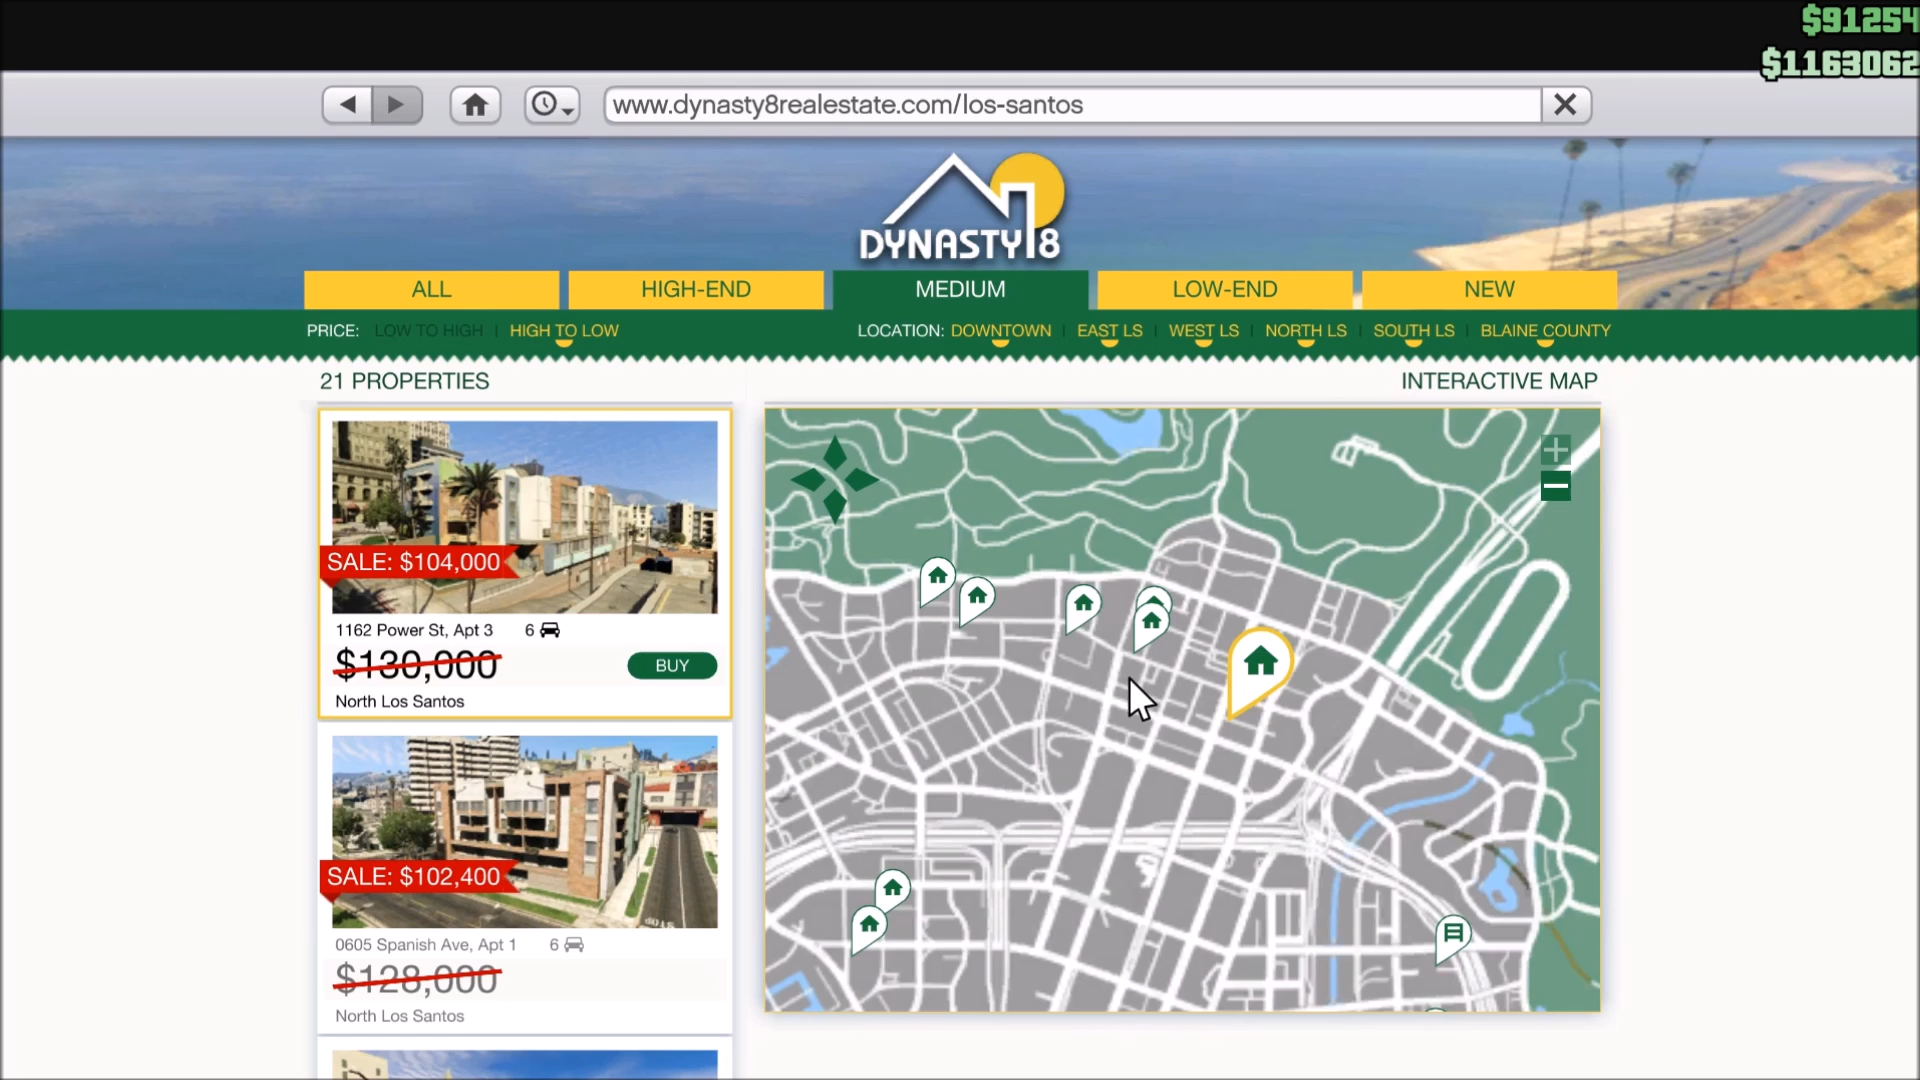 $91254
$1163062
www.dynasty8realestate.com/los-santos
DYNASTY 8
ALL
HIGH-END
MEDIUM
LOW-END
NEW
PRICE: LOW TO HIGH | HIGH TO LOW
LOCATION: DOWNTOWN | EAST LS | WEST LS | NORTH LS | SOUTH LS | BLAINE COUNTY
21 PROPERTIES
INTERACTIVE MAP
SALE: $104,000
1162 Power St, Apt 3 6
$130,000
BUY
North Los Santos
SALE: $102,400
0605 Spanish Ave, Apt 1 6
$128,000
North Los Santos